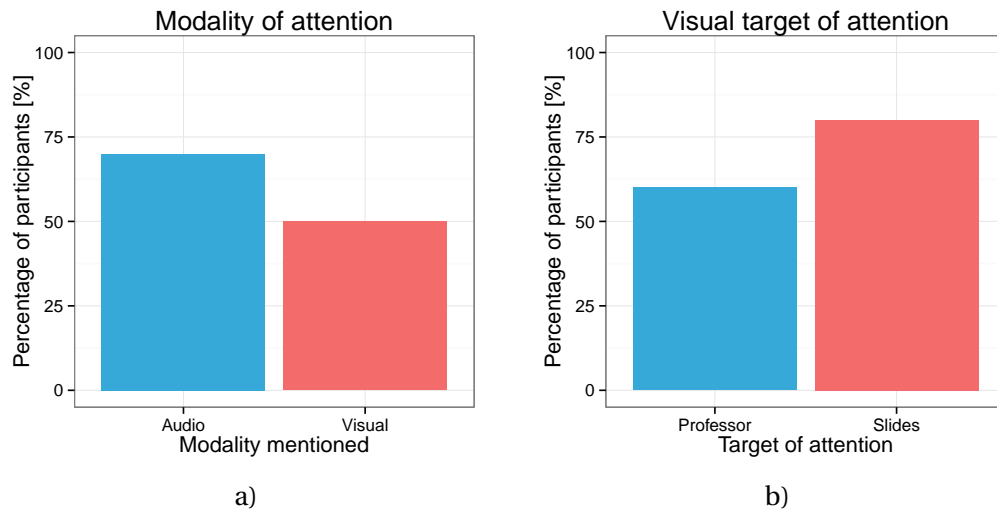 Modality of attention
Percentage of participants [%]
100
75
50
25
0
Audio Visual
Modality mentioned
a)
Visual target of attention
Percentage of participants [%]
100
75
50
25
0
Professor Slides
Target of attention
b)